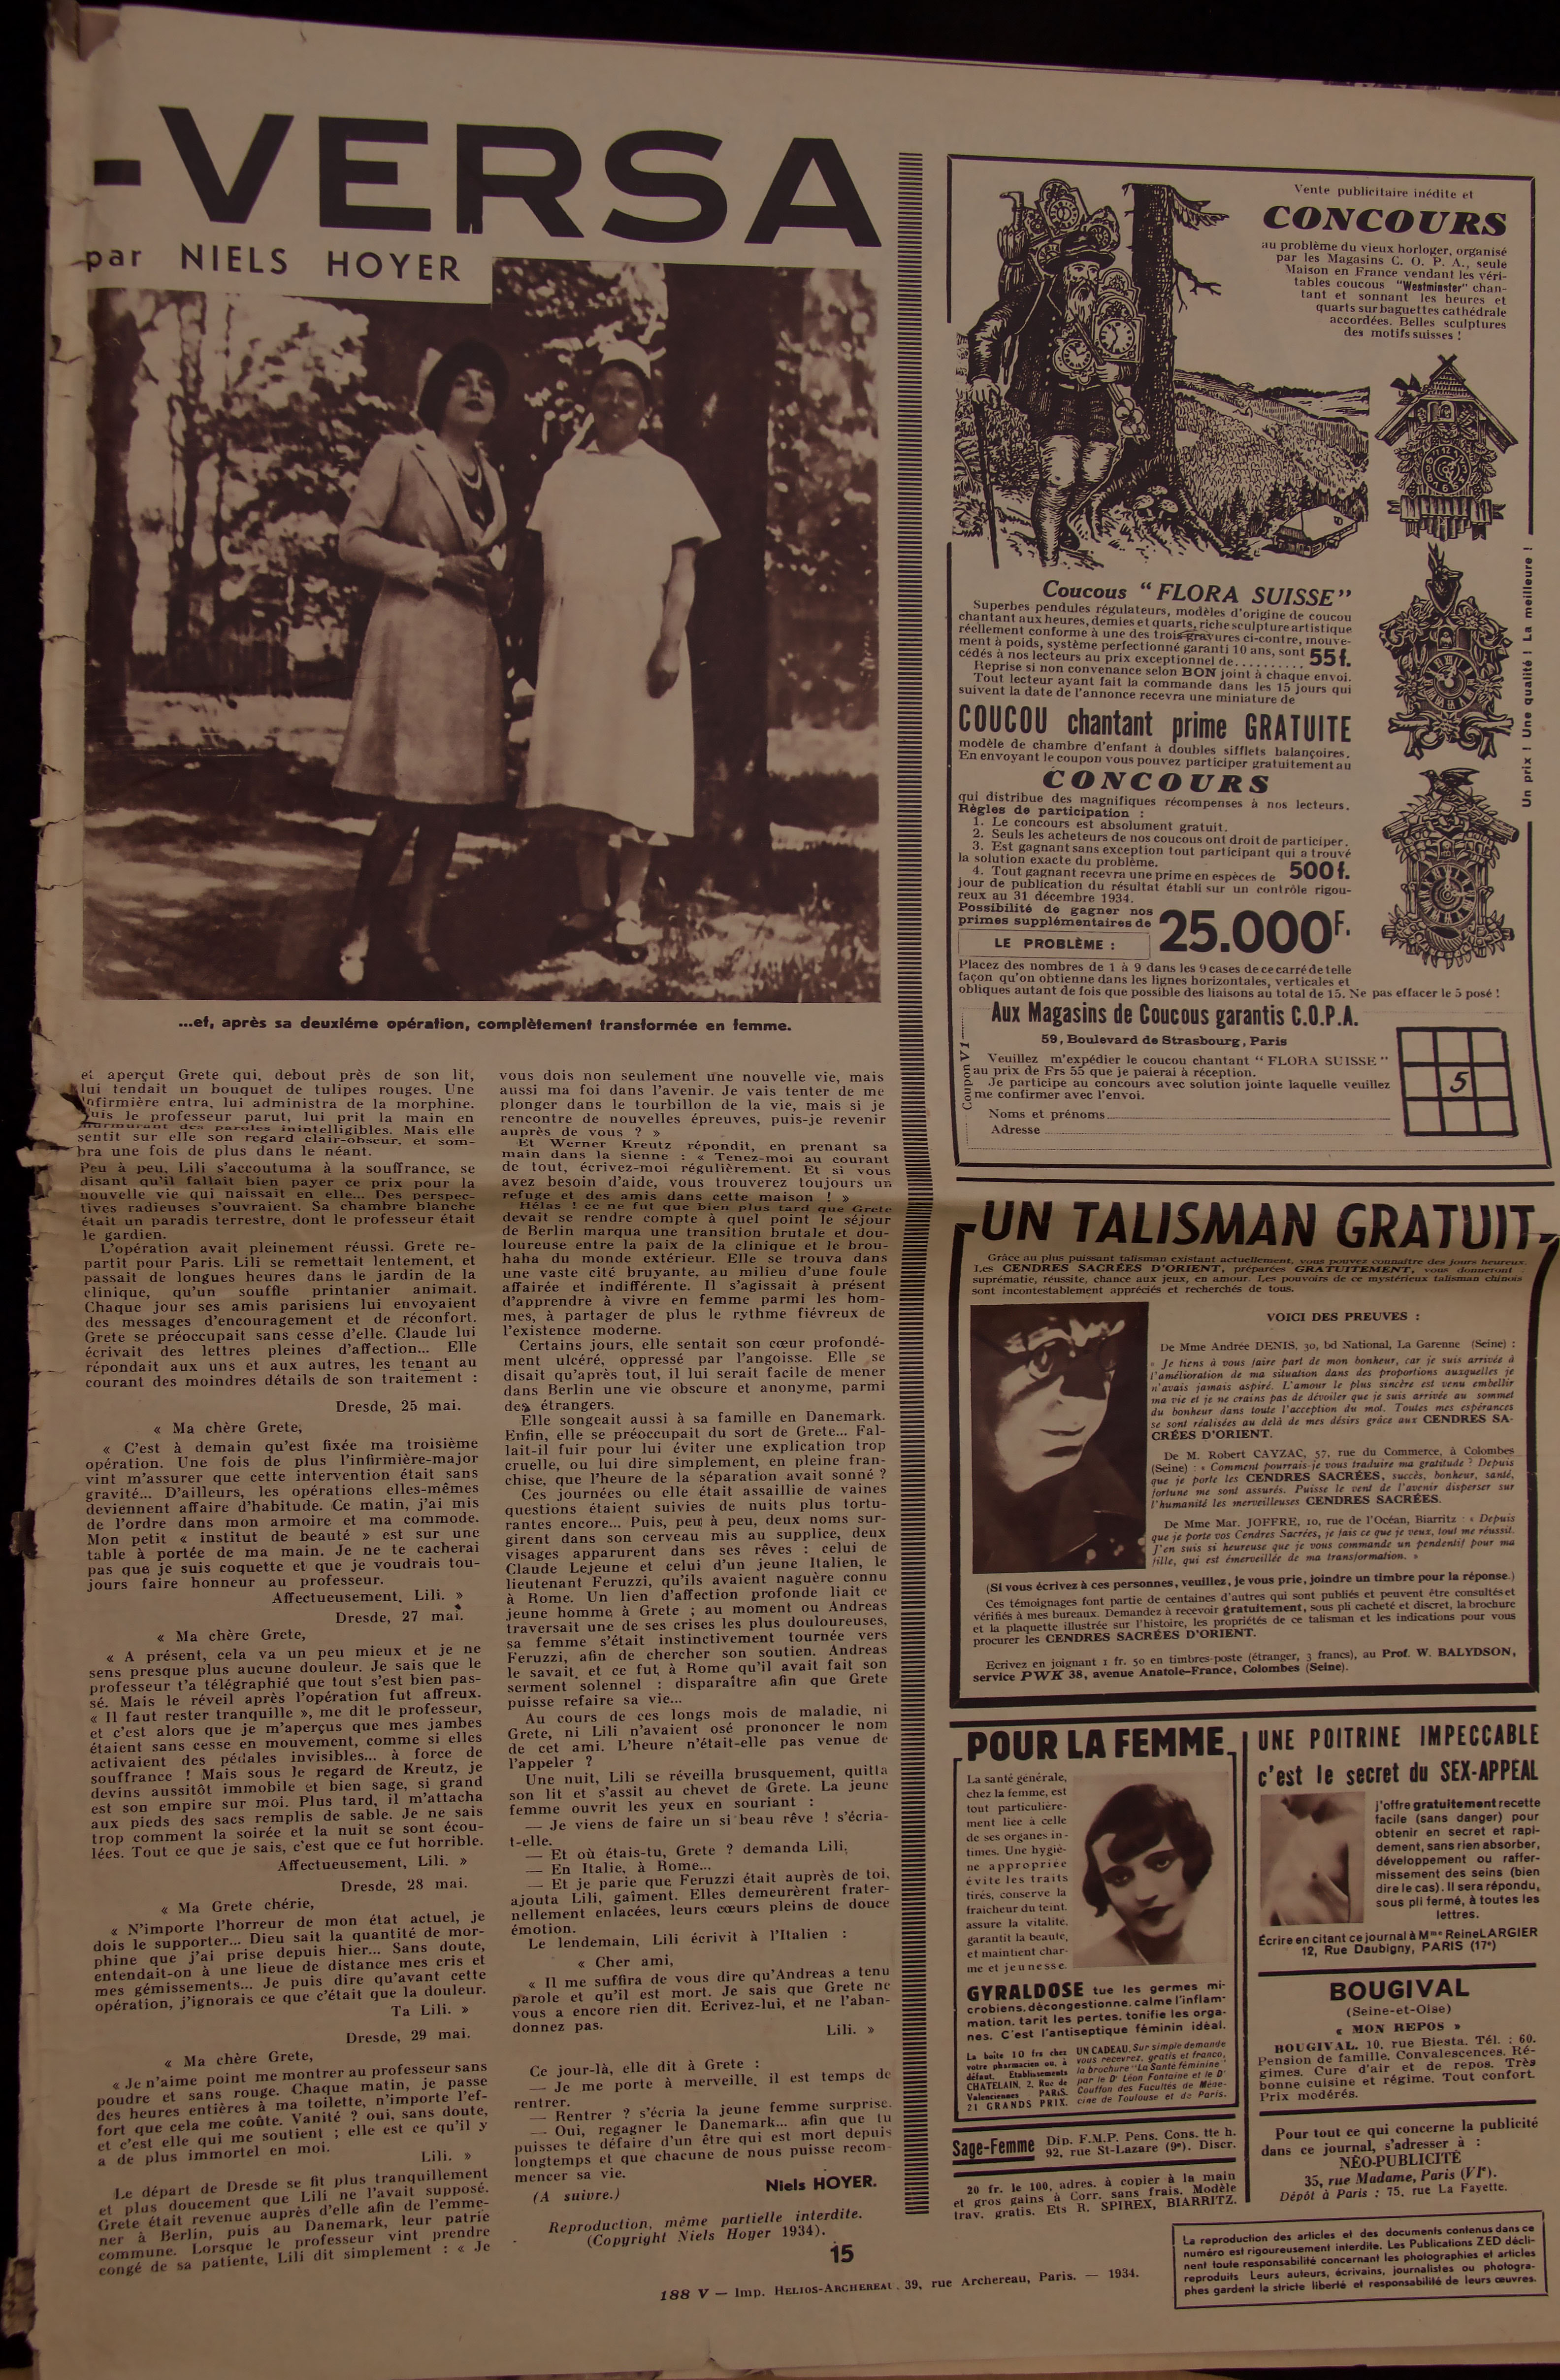 -VERSA
par NIELS HOYER
...et, après sa deuxième opération, complètement transformée en femme.
et aperçut Grete qui, debout près de son lit,
lui tendait un bouquet de tulipes rouges. Une
infirmière entra, lui administra de la morphine.
Puis le professeur parut, lui prit la main en
murmurant des paroles inintelligibles. Mais elle
sentit sur elle son regard clair-obscur, et som-
bra une fois de plus dans le néant.
Peu à peu, Lili s'accoutuma à la souffrance, se
disant qu'il fallait bien payer ce prix pour la
nouvelle vie qui naissait en elle... Des perspec-
tives radieuses s'ouvraient. Sa chambre blanche
était un paradis terrestre, dont le professeur était
le gardien.
L'opération avait pleinement réussi. Grete re-
partit pour Paris. Lili se remettait lentement, et
passait de longues heures dans le jardin de la
clinique, qu'un souffle printanier animait.
Chaque jour ses amis parisiens lui envoyaient
des messages d'encouragement et de réconfort.
Grete se préoccupait sans cesse d'elle. Claude lui
écrivait des lettres pleines d'affection... Elle
répondait aux uns et aux autres, les tenant au
courant des moindres détails de son traitement :
Dresde, 25 mai.
« Ma chère Grete,
« C'est à demain qu'est fixée ma troisième
opération. Une fois de plus l'infirmière-major
vint m'assurer que cette intervention était sans
gravité... D'ailleurs, les opérations elles-mêmes
deviennent affaire d'habitude. Ce matin, j'ai mis
de l'ordre dans mon armoire et ma commode.
Mon petit « institut de beauté » est sur une
table à portée de ma main. Je ne te cacherai
pas que je suis coquette et que je voudrais tou-
jours faire honneur au professeur.
Affectueusement, Lili. »
Dresde, 27 mai.
« Ma chère Grete,
« A présent, cela va un peu mieux et je ne
sens presque plus aucune douleur. Je sais que le
professeur t'a télégraphié que tout s'est bien pas-
sé. Mais le réveil après l'opération fut affreux.
« Il faut rester tranquille », me dit le professeur,
et c'est alors que je m'aperçus que mes jambes
étaient sans cesse en mouvement, comme si elles
activaient des pédales invisibles... à force de
souffrance ! Mais sous le regard de Kreutz, je
devins aussitôt immobile et bien sage, si grand
est son empire sur moi. Plus tard, il m'attacha
aux pieds des sacs remplis de sable. Je ne sais
trop comment la soirée et la nuit se sont écou-
lées. Tout ce que je sais, c'est que ce fut horrible.
Affectueusement, Lili. »
Dresde, 28 mai.
« Ma Grete chérie,
« N'importe l'horreur de mon état actuel, je
dois le supporter... Dieu sait la quantité de mor-
phine que j'ai prise depuis hier... Sans doute,
entendait-on à une lieue de distance mes cris et
mes gémissements... Je puis dire qu'avant cette
opération, j'ignorais ce que c'était que la douleur.
Ta Lili. »
Dresde, 29 mai.
« Ma chère Grete,
« Je n'aime point me montrer au professeur sans
poudre et sans rouge. Chaque matin, je passe
des heures entières à ma toilette, n'importe l'ef-
fort que cela me coûte. Vanité ? oui, sans doute,
et c'est elle qui me soutient ; elle est ce qu'il y
a de plus immortel en moi.
Lili. »
Le départ de Dresde se fit plus tranquillement
et plus doucement que Lili ne l'avait supposé.
Grete était revenue auprès d'elle afin de l'emme-
ner à Berlin, puis au Danemark, leur patrie
commune. Lorsque le professeur vint prendre
congé de sa patiente, Lili dit simplement : « Je
vous dois non seulement une nouvelle vie, mais
aussi ma foi dans l'avenir. Je vais tenter de me
plonger dans le tourbillon de la vie, mais si je
rencontre de nouvelles épreuves, puis-je revenir
auprès de vous ? »
Et Werner Kreutz répondit, en prenant sa
main dans la sienne : « Tenez-moi au courant
de tout, écrivez-moi régulièrement. Et si vous
avez besoin d'aide, vous trouverez toujours un
refuge et des amis dans cette maison ! »
Hélas ! ce ne fut que bien plus tard que Grete
devait se rendre compte à quel point le séjour
de Berlin marqua une transition brutale et dou-
loureuse entre la paix de la clinique et le brou-
haha du monde extérieur. Elle se trouva dans
une vaste cité bruyante, au milieu d'une foule
affairée et indifférente. Il s'agissait à présent
d'apprendre à vivre en femme parmi les hom-
mes, à partager de plus le rythme fiévreux de
l'existence moderne.
Certains jours, elle sentait son cœur profondé-
ment ulcéré, oppressé par l'angoisse. Elle se
disait qu'après tout, il lui serait facile de mener
dans Berlin une vie obscure et anonyme, parmi
des étrangers.
Elle songeait aussi à sa famille en Danemark.
Enfin, elle se préoccupait du sort de Grete... Fal-
lait-il fuir pour lui éviter une explication trop
cruelle, ou lui dire simplement, en pleine fran-
chise, que l'heure de la séparation avait sonné ?
Ces journées ou elle était assaillie de vaines
questions étaient suivies de nuits plus tortu-
rantes encore... Puis, peu à peu, deux noms sur-
girent dans son cerveau mis au supplice, deux
visages apparurent dans ses rêves : celui de
Claude Lejeune et celui d'un jeune Italien, le
lieutenant Feruzzi, qu'ils avaient naguère connu
à Rome. Un lien d'affection profonde liait ce
jeune homme à Grete ; au moment ou Andreas
traversait une de ses crises les plus douloureuses,
sa femme s'était instinctivement tournée vers
Feruzzi, afin de chercher son soutien. Andreas
le savait, et ce fut à Rome qu'il avait fait son
serment solennel : disparaître afin que Grete
puisse refaire sa vie...
Au cours de ces longs mois de maladie, ni
Grete, ni Lili n'avaient osé prononcer le nom
de cet ami. L'heure n'était-elle pas venue de
l'appeler ?
Une nuit, Lili se réveilla brusquement, quitta
son lit et s'assit au chevet de Grete. La jeune
femme ouvrit les yeux en souriant :
— Je viens de faire un si beau rêve ! s'écria-
t-elle.
— Et où étais-tu, Grete ? demanda Lili.
— En Italie, à Rome...
— Et je parie que Feruzzi était auprès de toi,
ajouta Lili, gaîment. Elles demeurèrent frater-
nellement enlacées, leurs cœurs pleins de douce
émotion.
Le lendemain, Lili écrivit à l'Italien :
« Cher ami,
« Il me suffira de vous dire qu'Andreas a tenu
parole et qu'il est mort. Je sais que Grete ne
vous a encore rien dit. Ecrivez-lui, et ne l'aban-
donnez pas.
Lili. »
Ce jour-là, elle dit à Grete :
— Je me porte à merveille, il est temps de
rentrer.
— Rentrer ? s'écria la jeune femme surprise.
— Oui, regagner le Danemark... afin que tu
puisses te défaire d'un être qui est mort depuis
longtemps et que chacune de nous puisse recom-
mencer sa vie.
Niels HOYER.
(A suivre.)
Reproduction, même partielle interdite.
(Copyright Niels Hoyer 1934).
15
188 V — Imp. HELIOS-ARCHEREAU, 39, rue Archereau, Paris. — 1934.
Vente publicitaire inédite et
CONCOURS
au problème du vieux horloger, organisé
par les Magasins C. O. P. A., seule
Maison en France vendant les véri-
tables coucous "Westminster" chan-
tant et sonnant les heures et
quarts sur baguettes cathédrale
accordées. Belles sculptures
des motifs suisses !
Coucous "FLORA SUISSE"
Superbes pendules régulateurs, modèles d'origine de coucou
chantant aux heures, demies et quarts, riche sculpture artistique
réellement conforme à une des trois gravures ci-contre, mouve-
ment à poids, système perfectionné garanti 10 ans, sont
cédés à nos lecteurs au prix exceptionnel de.......... 55 f.
Reprise si non convenance selon BON joint à chaque envoi.
Tout lecteur ayant fait la commande dans les 15 jours qui
suivent la date de l'annonce recevra une miniature de
COUCOU chantant prime GRATUITE
modèle de chambre d'enfant à doubles sifflets balançoires.
En envoyant le coupon vous pouvez participer gratuitement au
CONCOURS
qui distribue des magnifiques récompenses à nos lecteurs.
Règles de participation :
1. Le concours est absolument gratuit.
2. Seuls les acheteurs de nos coucous ont droit de participer.
3. Est gagnant sans exception tout participant qui a trouvé
la solution exacte du problème.
4. Tout gagnant recevra une prime en espèces de 500 f.
jour de publication du résultat établi sur un contrôle rigou-
reux au 31 décembre 1934.
Possibilité de gagner nos
primes supplémentaires de 25.000 F.
LE PROBLÈME :
Placez des nombres de 1 à 9 dans les 9 cases de ce carré de telle
façon qu'on obtienne dans les lignes horizontales, verticales et
obliques autant de fois que possible des liaisons au total de 15. Ne pas effacer le 5 posé !
Un prix ! Une qualité ! La meilleure !
Aux Magasins de Coucous garantis C.O.P.A.
59, Boulevard de Strasbourg, Paris
Coupon V1
Veuillez m'expédier le coucou chantant "FLORA SUISSE"
au prix de Frs 55 que je paierai à réception.
Je participe au concours avec solution jointe laquelle veuillez
me confirmer avec l'envoi.
Noms et prénoms
Adresse
5
UN TALISMAN GRATUIT
Grâce au plus puissant talisman existant actuellement, vous pouvez connaître des jours heureux.
Les CENDRES SACRÉES D'ORIENT, préparées GRATUITEMENT, vous donneront
suprématie, réussite, chance aux jeux, en amour. Les pouvoirs de ce mystérieux talisman chinois
sont incontestablement appréciés et recherchés de tous.
VOICI DES PREUVES :
De Mme Andrée DENIS, 30, bd National, La Garenne (Seine) :
« Je tiens à vous faire part de mon bonheur, car je suis arrivée à
l'amélioration de ma situation dans des proportions auxquelles je
n'avais jamais aspiré. L'amour le plus sincère est venu embellir
ma vie et je ne crains pas de dévoiler que je suis arrivée au sommet
du bonheur dans toute l'acception du mot. Toutes mes espérances
se sont réalisées au delà de mes désirs grâce aux CENDRES SA-
CRÉES D'ORIENT.
De M. Robert CAYZAC, 57, rue du Commerce, à Colombes
(Seine) : « Comment pourrais-je vous traduire ma gratitude ? Depuis
que je porte les CENDRES SACRÉES, succès, bonheur, santé,
fortune me sont assurés. Puisse le vent de l'avenir disperser sur
l'humanité les merveilleuses CENDRES SACRÉES.
De Mme Mar. JOFFRE, 10, rue de l'Océan, Biarritz : « Depuis
que je porte vos Cendres Sacrées, je fais ce que je veux, tout me réussit.
J'en suis si heureuse que je vous commande un pendentif pour ma
fille, qui est émerveillée de ma transformation. »
(Si vous écrivez à ces personnes, veuillez, je vous prie, joindre un timbre pour la réponse.)
Ces témoignages font partie de centaines d'autres qui sont publiés et peuvent être consultés et
vérifiés à mes bureaux. Demandez à recevoir gratuitement, sous pli cacheté et discret, la brochure
et la plaquette illustrée sur l'histoire, les propriétés de ce talisman et les indications pour vous
procurer les CENDRES SACRÉES D'ORIENT.
Ecrivez en joignant 1 fr. 50 en timbres-poste (étranger, 3 francs), au Prof. W. BALYDSON,
service PWK 38, avenue Anatole-France, Colombes (Seine).
POUR LA FEMME
La santé générale,
chez la femme, est
tout particulière-
ment liée à celle
de ses organes in-
times. Une hygiè-
ne appropriée
évite les traits
tirés, conserve la
fraîcheur du teint,
assure la vitalité,
garantit la beauté,
et maintient char-
me et jeunesse.
GYRALDOSE tue les germes mi-
crobiens, décongestionne, calme l'inflam-
mation, tarit les pertes, tonifie les orga-
nes. C'est l'antiseptique féminin idéal.
La boîte 10 frs chez
votre pharmacien ou, à
défaut, Etablissements
CHATELAIN, 2, Rue de
Valenciennes PARIS.
21 GRANDS PRIX.
UN CADEAU. Sur simple demande
vous recevrez, gratis et franco,
la brochure "La Santé féminine"
par le Dr Léon Fontaine et le Dr
Couffon des Facultés de Méde-
cine de Toulouse et de Paris.
Sage-Femme Dip. F.M.P. Pens. Cons. tte h.
92, rue St-Lazare (9e). Discr.
20 fr. le 100, adres. à copier à la main
et gros gains à Corr. sans frais. Modèle
trav. gratis. Ets R. SPIREX, BIARRITZ.
UNE POITRINE IMPECCABLE
c'est le secret du SEX-APPEAL
j'offre gratuitement recette
facile (sans danger) pour
obtenir en secret et rapi-
dement, sans rien absorber,
développement ou raffer-
missement des seins (bien
dire le cas). Il sera répondu,
sous pli fermé, à toutes les
lettres.
Écrire en citant ce journal à Mme Reine LARGIER
12, Rue Daubigny, PARIS (17e)
BOUGIVAL
(Seine-et-Oise)
« MON REPOS »
BOUGIVAL. 10, rue Biesta. Tél. : 60.
Pension de famille. Convalescences. Ré-
gimes. Cure d'air et de repos. Très
bonne cuisine et régime. Tout confort.
Prix modérés.
Pour tout ce qui concerne la publicité
dans ce journal, s'adresser à :
NÉO-PUBLICITÉ
35, rue Madame, Paris (VIe).
Dépôt à Paris : 75, rue La Fayette.
La reproduction des articles et des documents contenus dans ce
numéro est rigoureusement interdite. Les Publications ZED décli-
nent toute responsabilité concernant les photographies et articles
reproduits Leurs auteurs, écrivains, journalistes ou photogra-
phes gardent la stricte liberté et responsabilité de leurs œuvres.